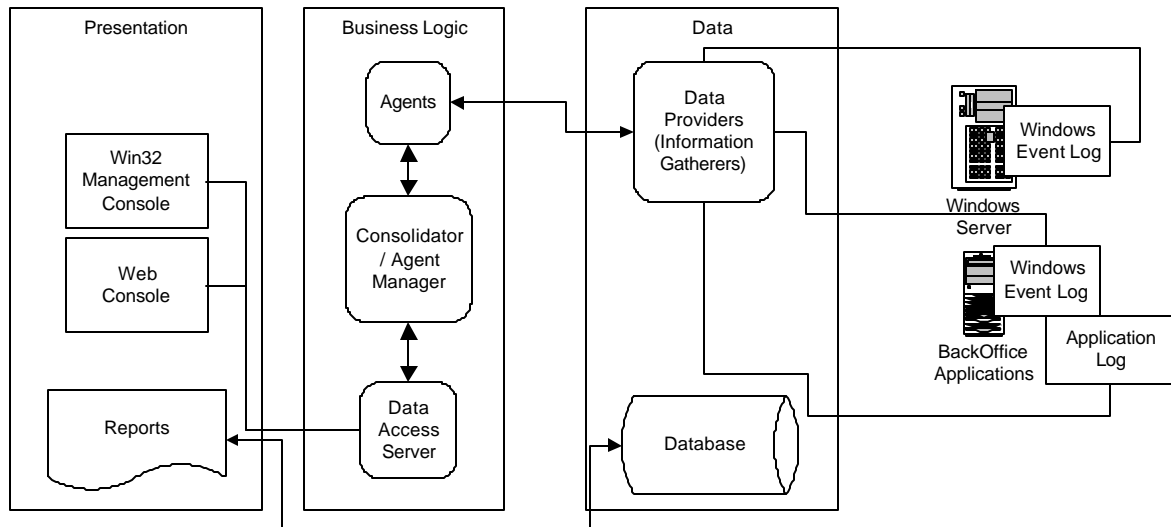 Presentation
Win32
Management
Console
Web
Console
Reports
Business Logic
Agents
Consolidator
/ Agent
Manager
Data
Access
Server
Data
Data
Providers
(Information
Gatherers)
Database
Windows
Event Log
Windows
Server
Windows
Event Log
BackOffice
Applications
Application
Log